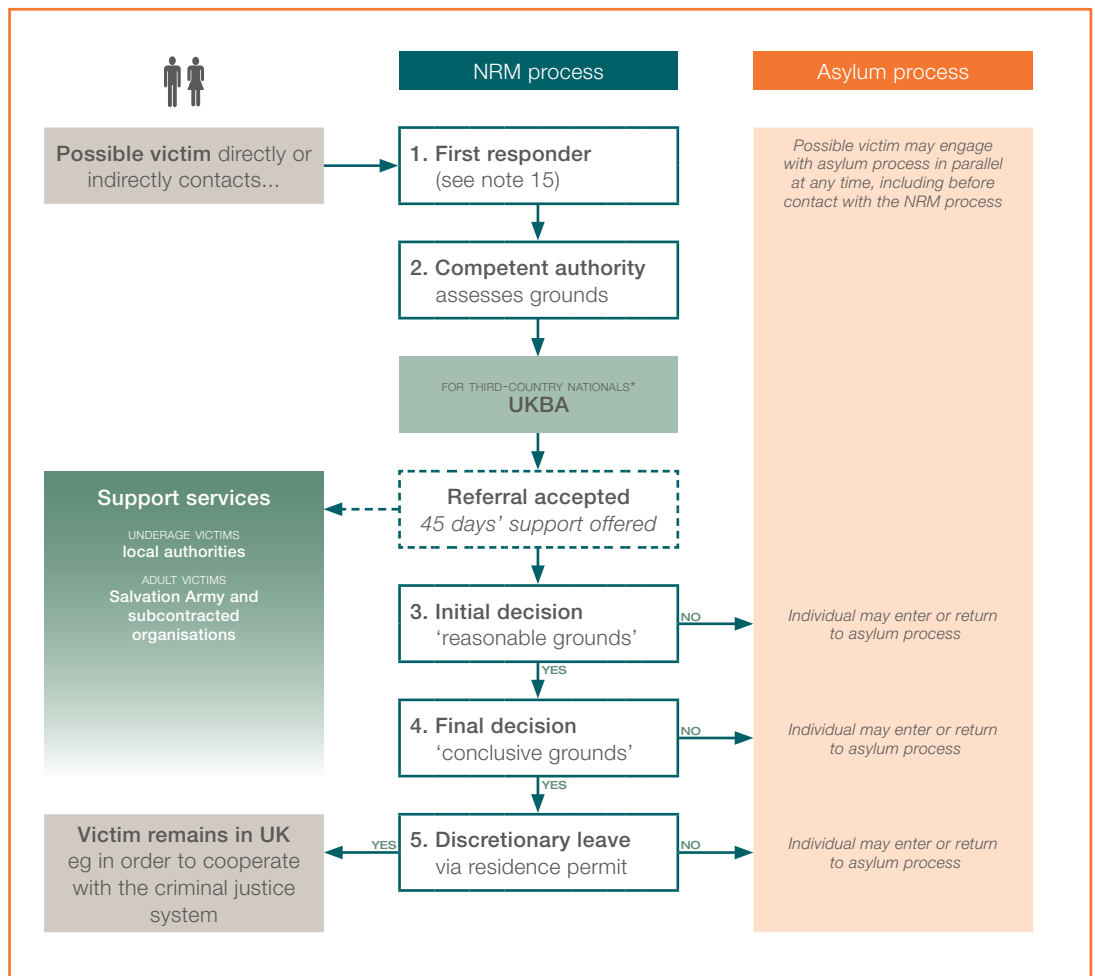 NRM process
Asylum process
Possible victim directly or
indirectly contacts...
1. First responder
(see note 15)
Possible victim may engage
with asylum process in parallel
at any time, including before
contact with the NRM process
2. Competent authority
assesses grounds
FOR THIRD-COUNTRY NATIONALS*
UKBA
Support services
UNDERAGE VICTIMS
local authorities
ADULT VICTIMS
Salvation Army and
subcontracted
organisations
Referral accepted
45 days’ support offered
3. Initial decision
‘reasonable grounds’
NO
Individual may enter or return
to asylum process
YES
4. Final decision
‘conclusive grounds’
NO
Individual may enter or return
to asylum process
YES
Victim remains in UK
eg in order to cooperate
with the criminal justice
system
YES
5. Discretionary leave
via residence permit
NO
Individual may enter or return
to asylum process